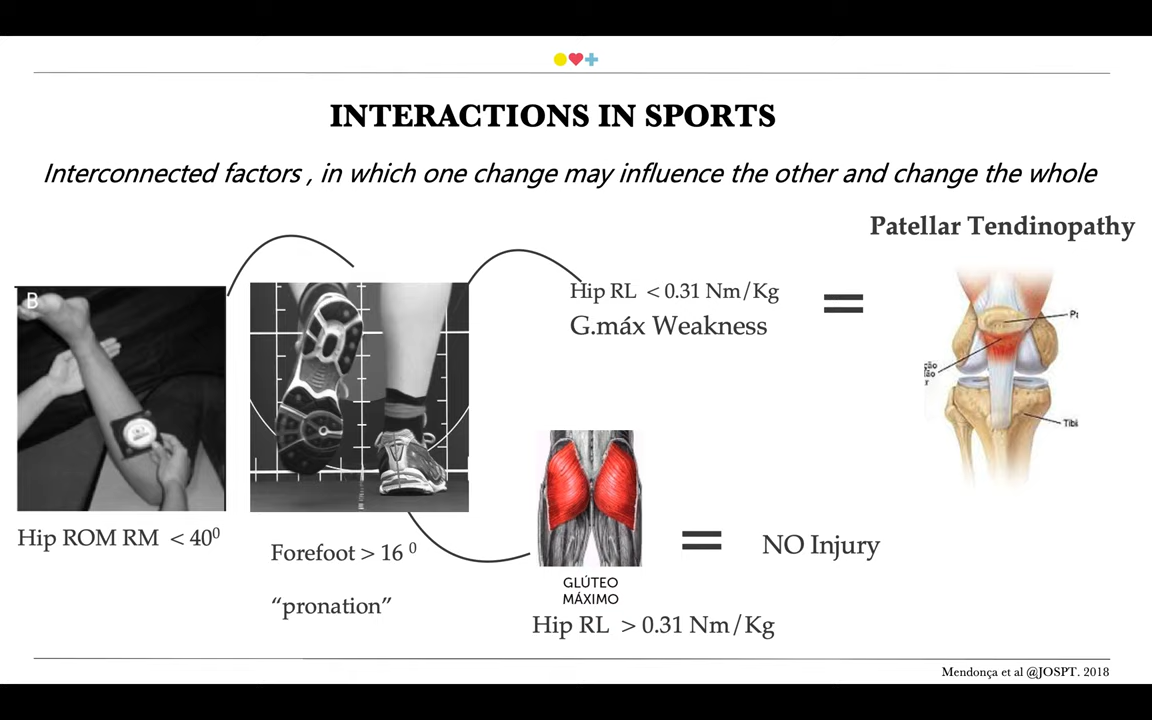 INTERACTIONS IN SPORTS
Interconnected factors , in which one change may influence the other and change the whole
Patellar Tendinopathy
B
Hip RL < 0.31 Nm/Kg
G.máx Weakness
=
Hip ROM RM < 40⁰
Forefoot > 16 ⁰
“pronation”
GLÚTEO
MÁXIMO
Hip RL > 0.31 Nm/Kg
=
NO Injury
Mendonça et al @JOSPT. 2018